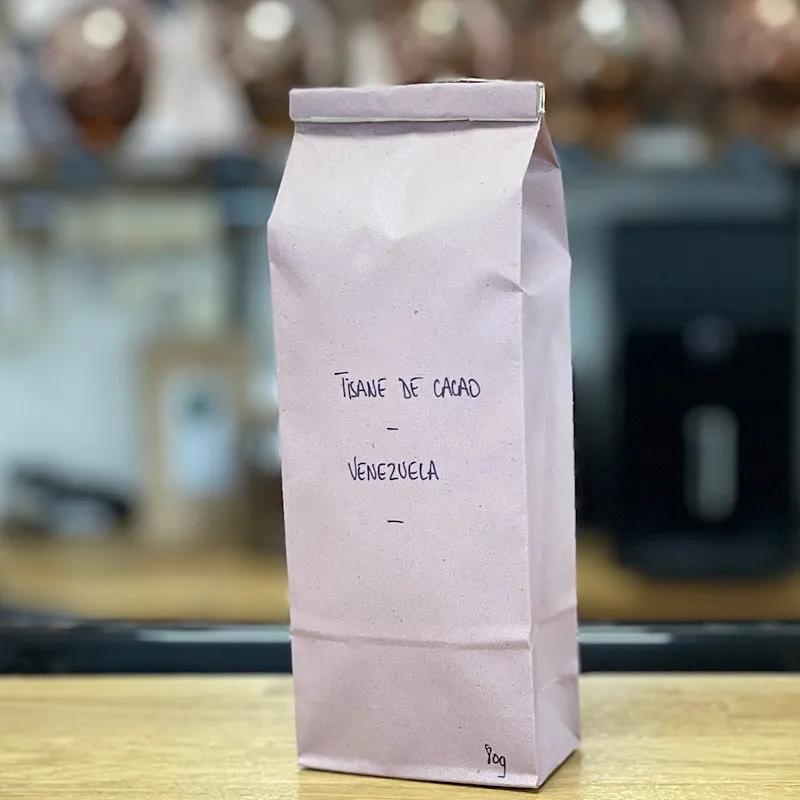 TISANE DE CACAO
–
VENEZUELA
–
80g